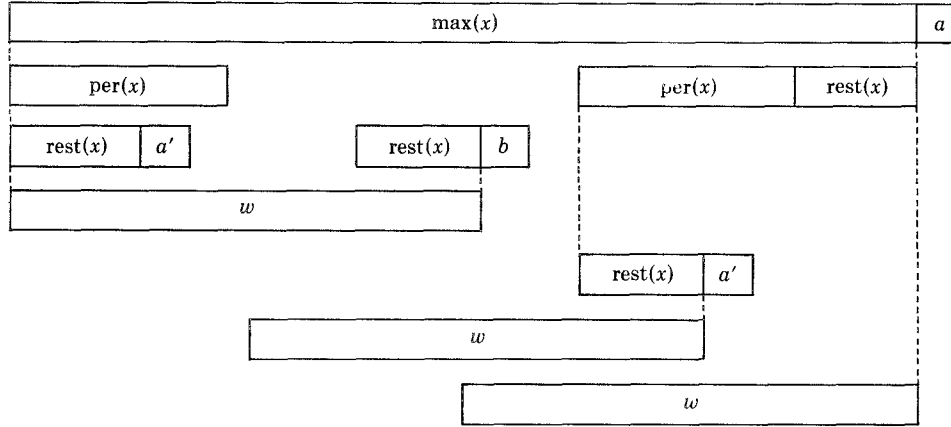 max(x) a
per(x) per(x) rest(x)
rest(x) a′ rest(x) b
w
rest(x) a′
w
w